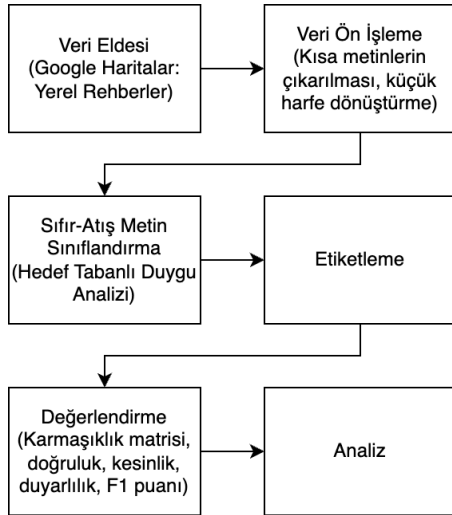 Veri Eldesi
(Google Haritalar:
Yerel Rehberler)
Veri Ön İşleme
(Kısa metinlerin
çıkarılması, küçük
harfe dönüştürme)
Sıfır-Atış Metin
Sınıflandırma
(Hedef Tabanlı Duygu
Analizi)
Etiketleme
Değerlendirme
(Karmaşıklık matrisi,
doğruluk, kesinlik,
duyarlılık, F1 puanı)
Analiz